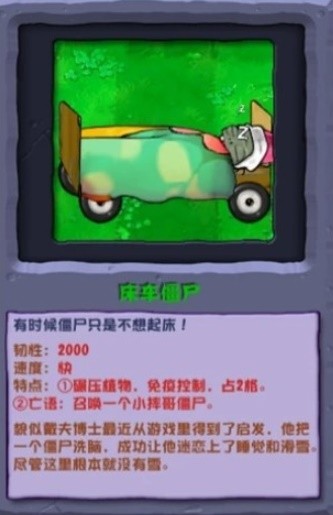 z
Z
床车僵尸
有时候僵尸只是不想起床！
韧性：2000
速度：快
特点：①碾压植物，免疫控制，占2格。
②亡语：召唤一个小摔哥僵尸。
貌似戴夫博士最近从游戏里得到了启发，他把
一个僵尸洗脑，成功让他迷恋上了睡觉和滑雪。
尽管这里根本就没有雪。